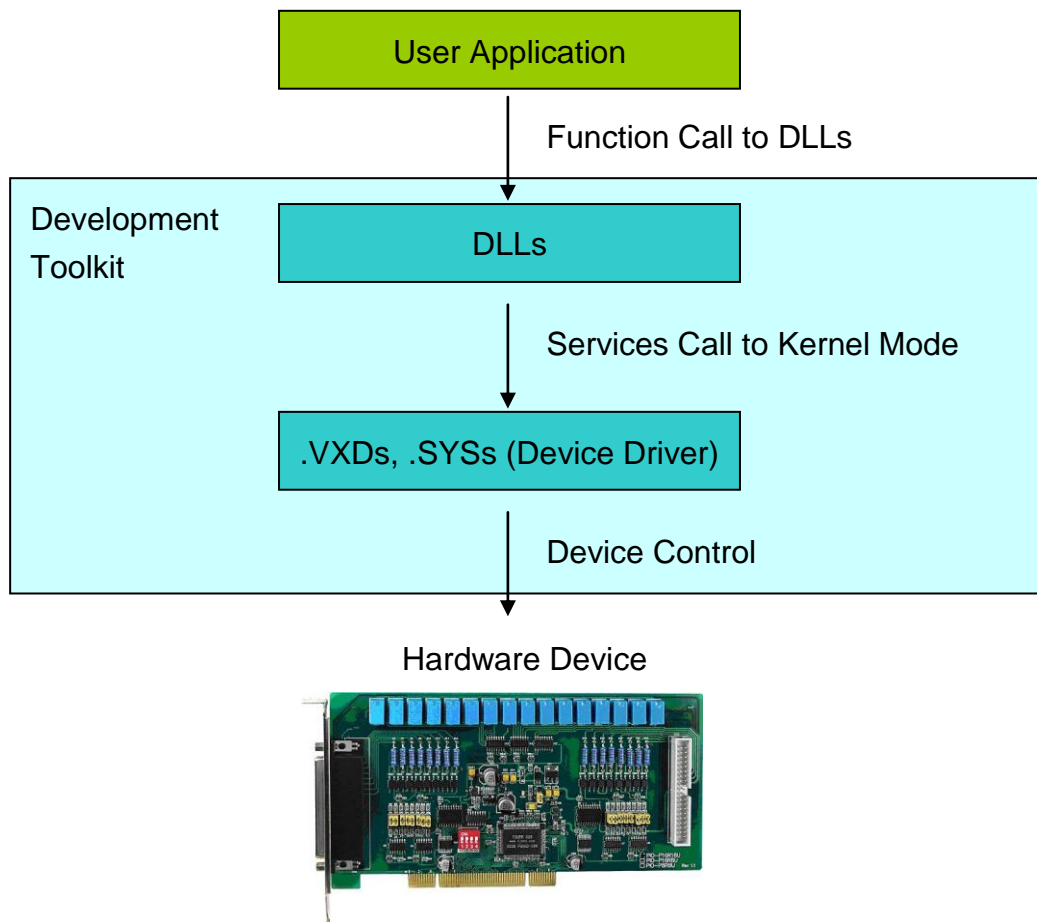 User Application
Function Call to DLLs
Development
Toolkit
DLLs
Services Call to Kernel Mode
.VXDs, .SYSs (Device Driver)
Device Control
Hardware Device